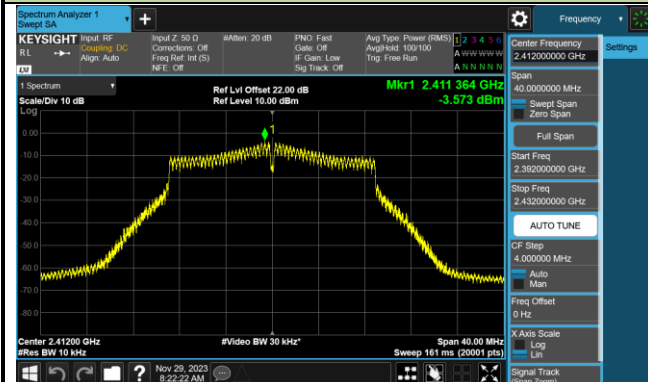 Spectrum Analyzer 1
Swept SA
Frequency
KEYSIGHT
RL
Input: RF
Coupling: DC
Align: Auto
Input Z: 50 Ω
Corrections: Off
Freq Ref: Int (S)
NFE: Off
#Atten: 20 dB
PNO: Fast
Gate: Off
IF Gain: Low
Sig Track: Off
Avg Type: Power (RMS)
Avg|Hold: 100/100
Trig: Free Run
1 2 3 4 5 6
A W W W W W
A N N N N N
1 Spectrum
Scale/Div 10 dB
Ref Lvl Offset 22.00 dB
Ref Level 10.00 dBm
Mkr1 2.411 364 GHz
-3.573 dBm
Log
1
0.00
-10.0
-20.0
-30.0
-40.0
-50.0
-60.0
-70.0
-80.0
Center 2.41200 GHz
#Res BW 10 kHz
#Video BW 30 kHz*
Span 40.00 MHz
Sweep 161 ms (20001 pts)
Center Frequency
2.412000000 GHz
Settings
Span
40.0000000 MHz
Swept Span
Zero Span
Full Span
Start Freq
2.392000000 GHz
Stop Freq
2.432000000 GHz
AUTO TUNE
CF Step
4.000000 MHz
Auto
Man
Freq Offset
0 Hz
X Axis Scale
Log
Lin
Signal Track
(Span Zoom)
Nov 29, 2023
8:22:22 AM